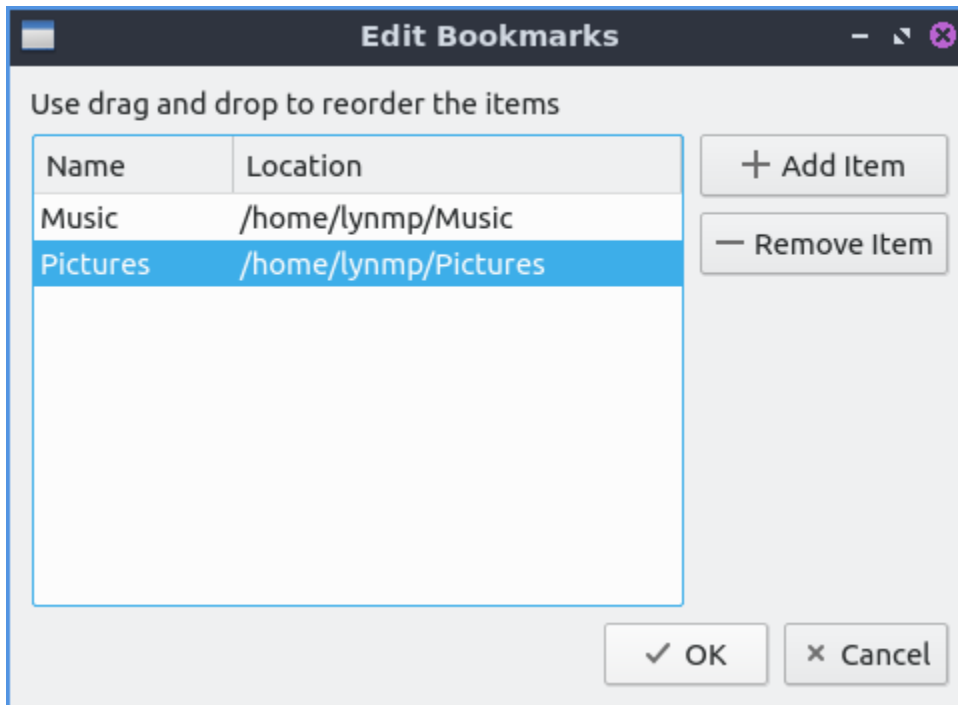 Edit Bookmarks
Use drag and drop to reorder the items
Name Location
Music /home/lynmp/Music
Pictures /home/lynmp/Pictures
Add Item
Remove Item
OK Cancel